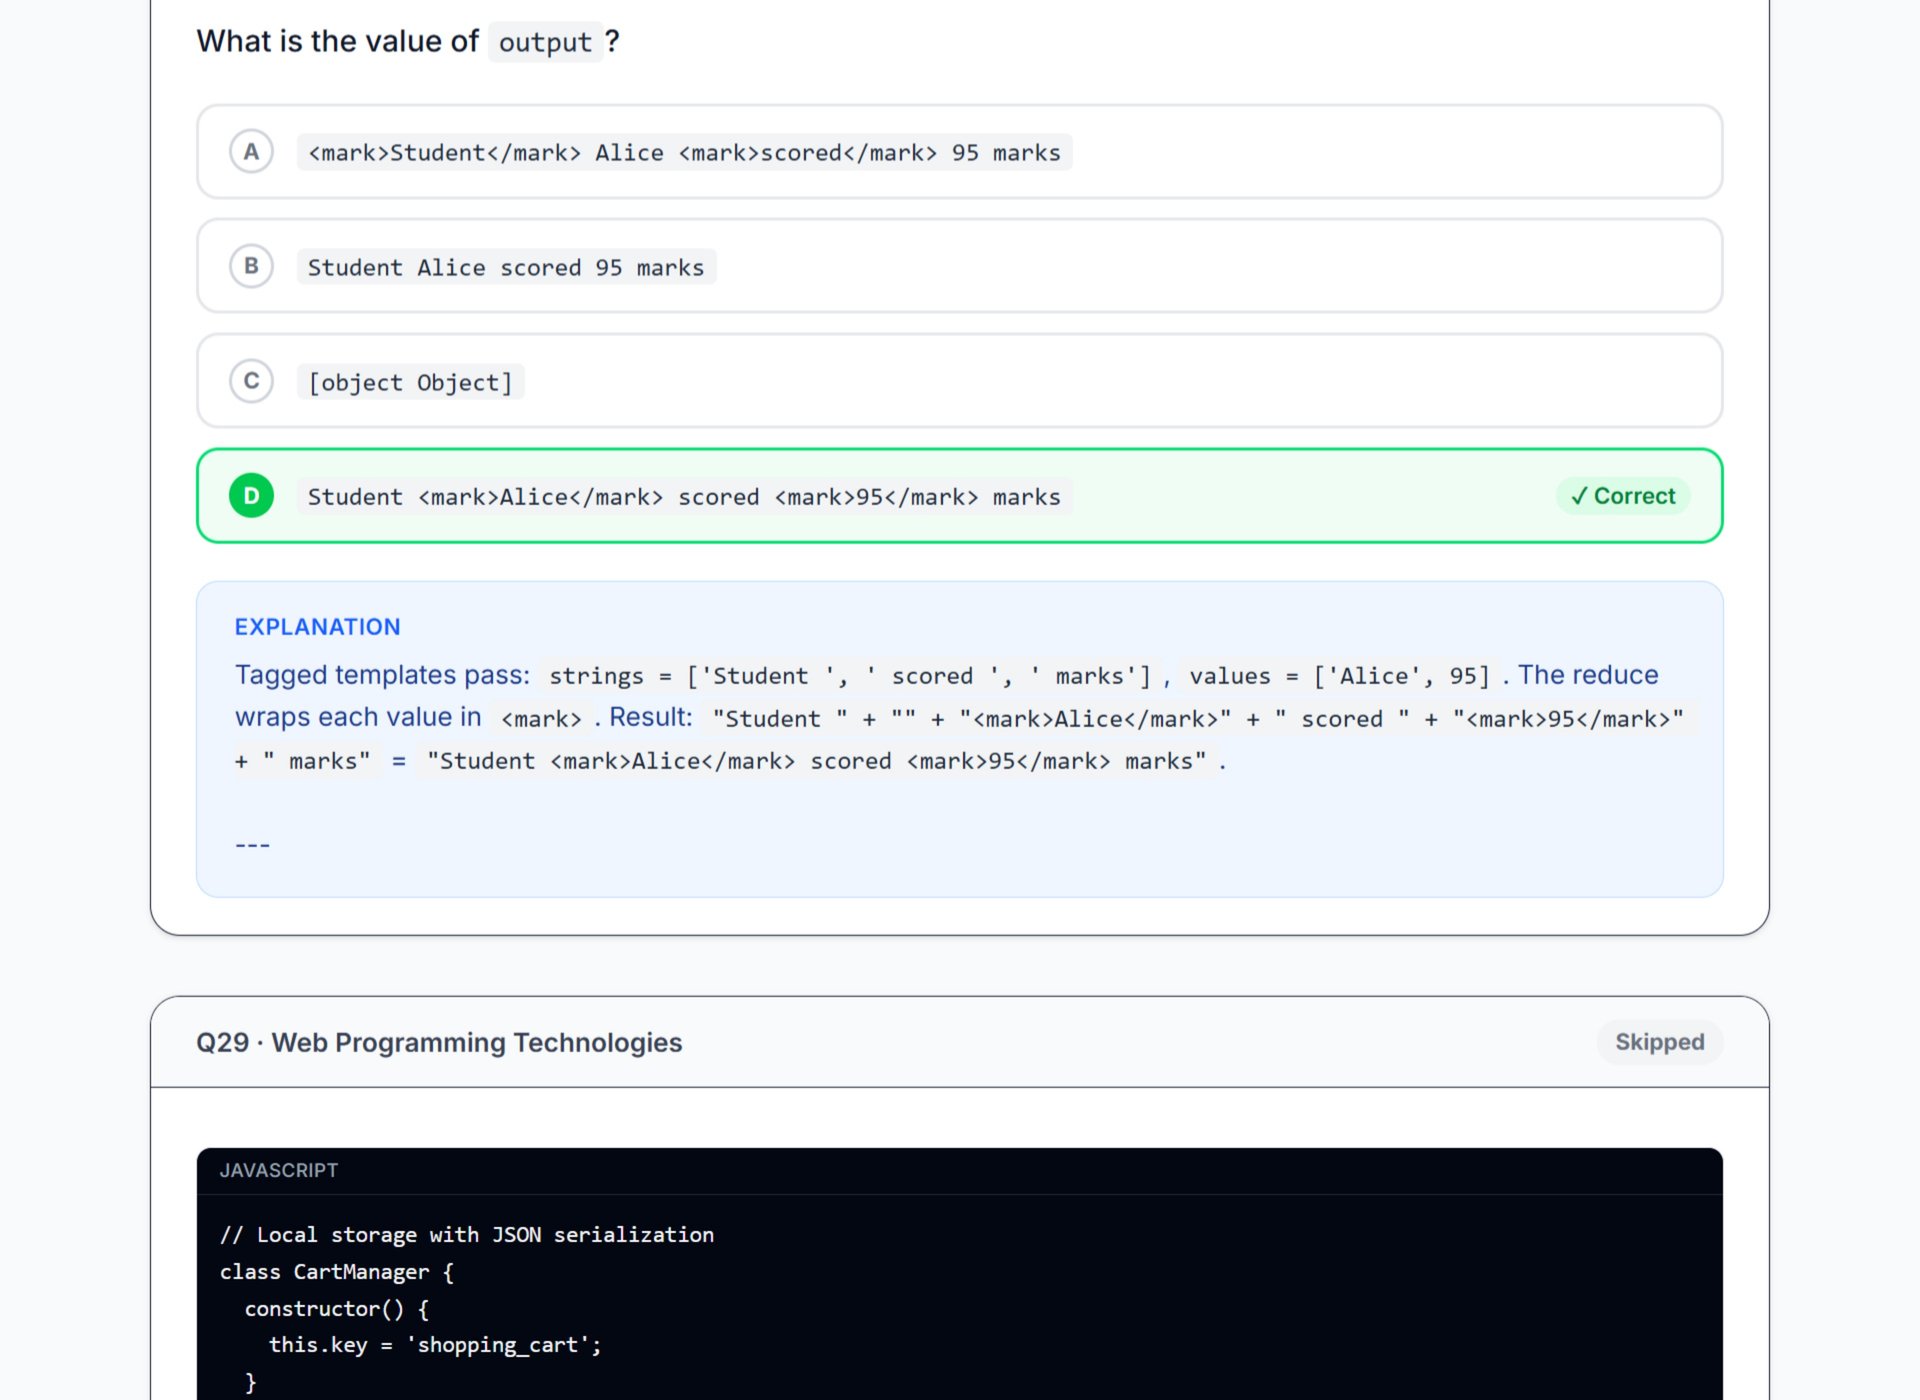 What is the value of output ?
A <mark>Student</mark> Alice <mark>scored</mark> 95 marks
B Student Alice scored 95 marks
C [object Object]
D Student <mark>Alice</mark> scored <mark>95</mark> marks ✓ Correct
EXPLANATION
Tagged templates pass: strings = ['Student ', ' scored ', ' marks'] , values = ['Alice', 95] . The reduce
wraps each value in <mark> . Result: "Student " + "" + "<mark>Alice</mark>" + " scored " + "<mark>95</mark>"
+ " marks" = "Student <mark>Alice</mark> scored <mark>95</mark> marks" .
---
Q29 · Web Programming Technologies Skipped
JAVASCRIPT
// Local storage with JSON serialization
class CartManager {
  constructor() {
    this.key = 'shopping_cart';
  }